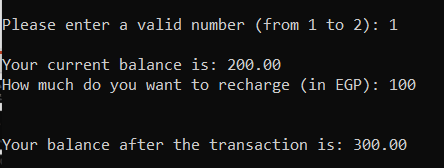 Please enter a valid number (from 1 to 2): 1
Your current balance is: 200.00
How much do you want to recharge (in EGP): 100
Your balance after the transaction is: 300.00